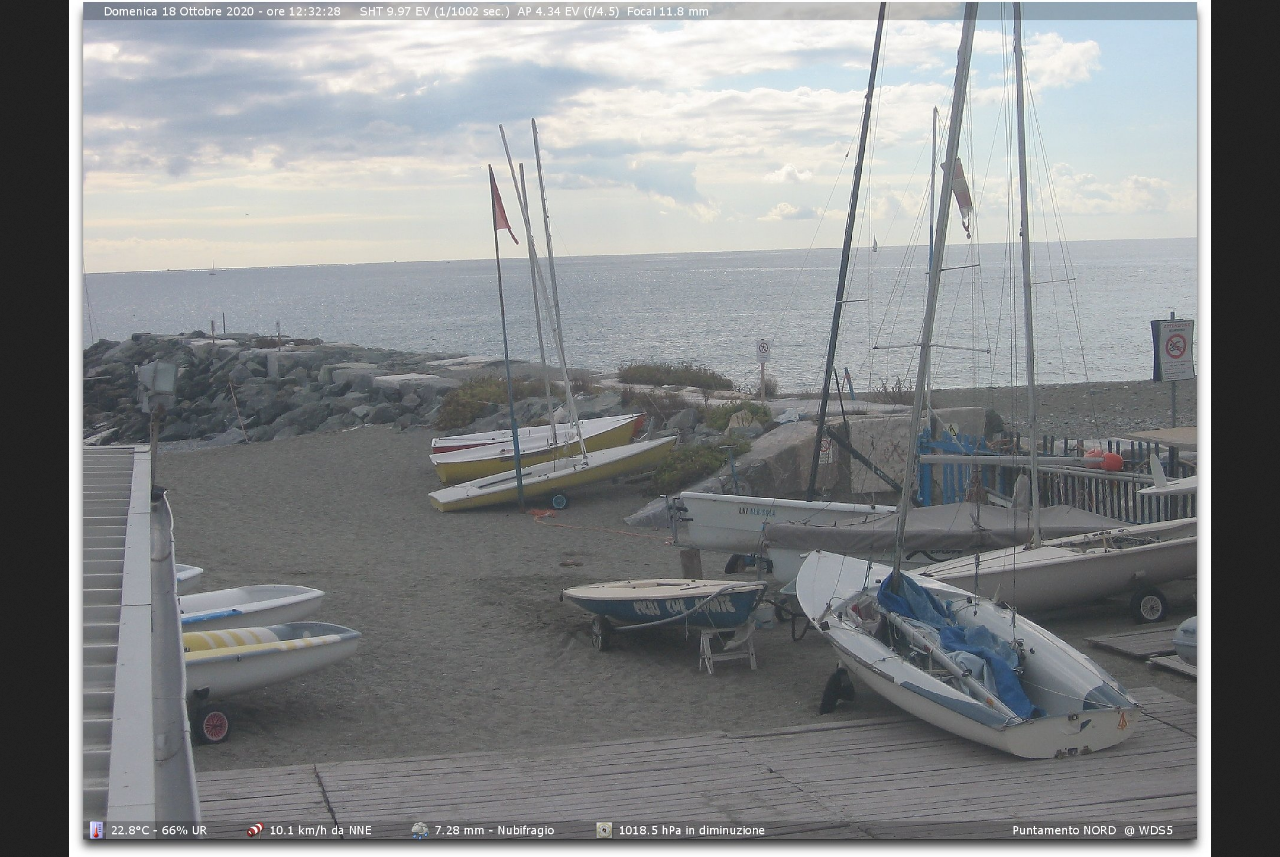 Domenica 18 Ottobre 2020 - ore 12:32:28 SHT 9.97 EV (1/1002 sec.) AP 4.34 EV (f/4.5) Focal 11.8 mm
22.8°C - 66% UR 10.1 km/h da NNE 7.28 mm - Nubifragio 1018.5 hPa in diminuzione Puntamento NORD @ WDS5